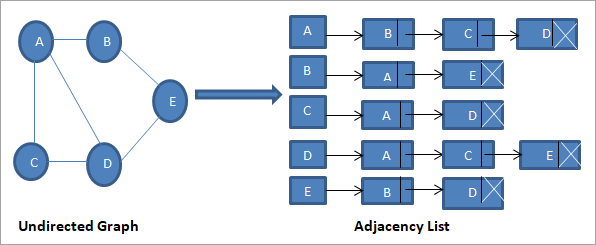 A B
E
C D
Undirected Graph
A B C D
B A E
C A D
D A C E
E B D
Adjacency List